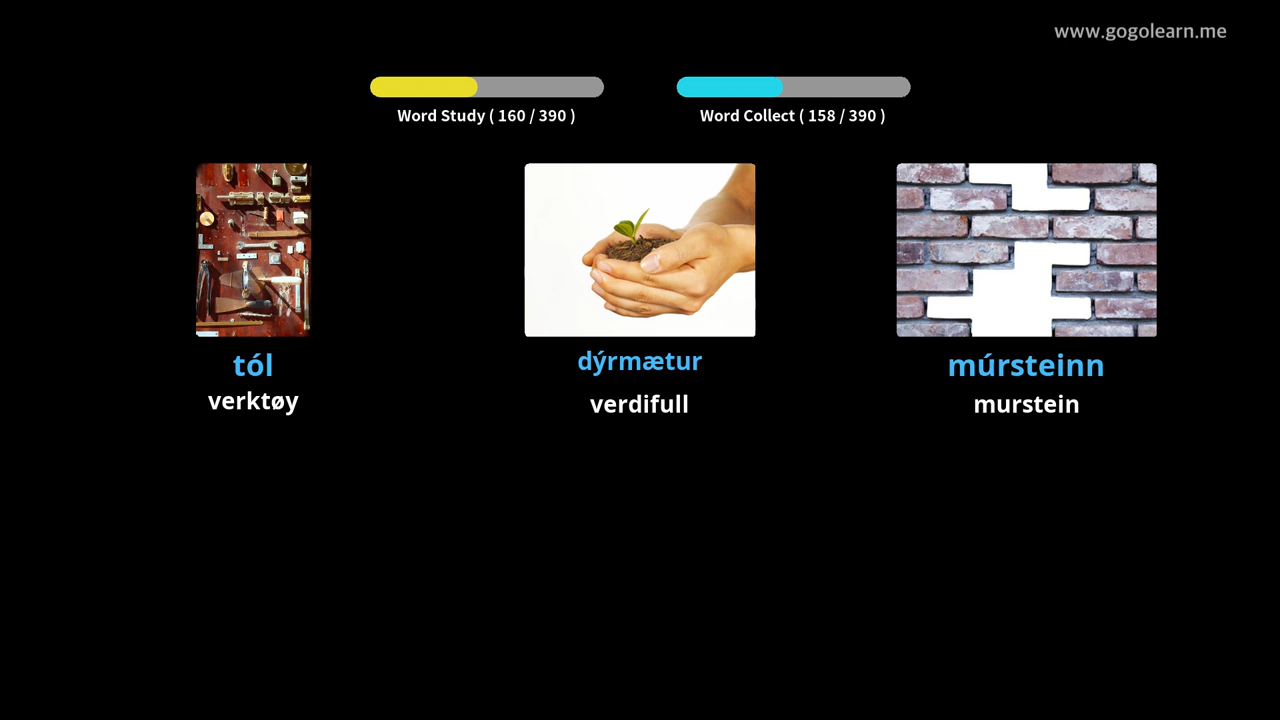 www.gogolearn.me
Word Study ( 160 / 390 )
Word Collect ( 158 / 390 )
tól
verktøy
dýrmætur
verdifull
múrsteinn
murstein